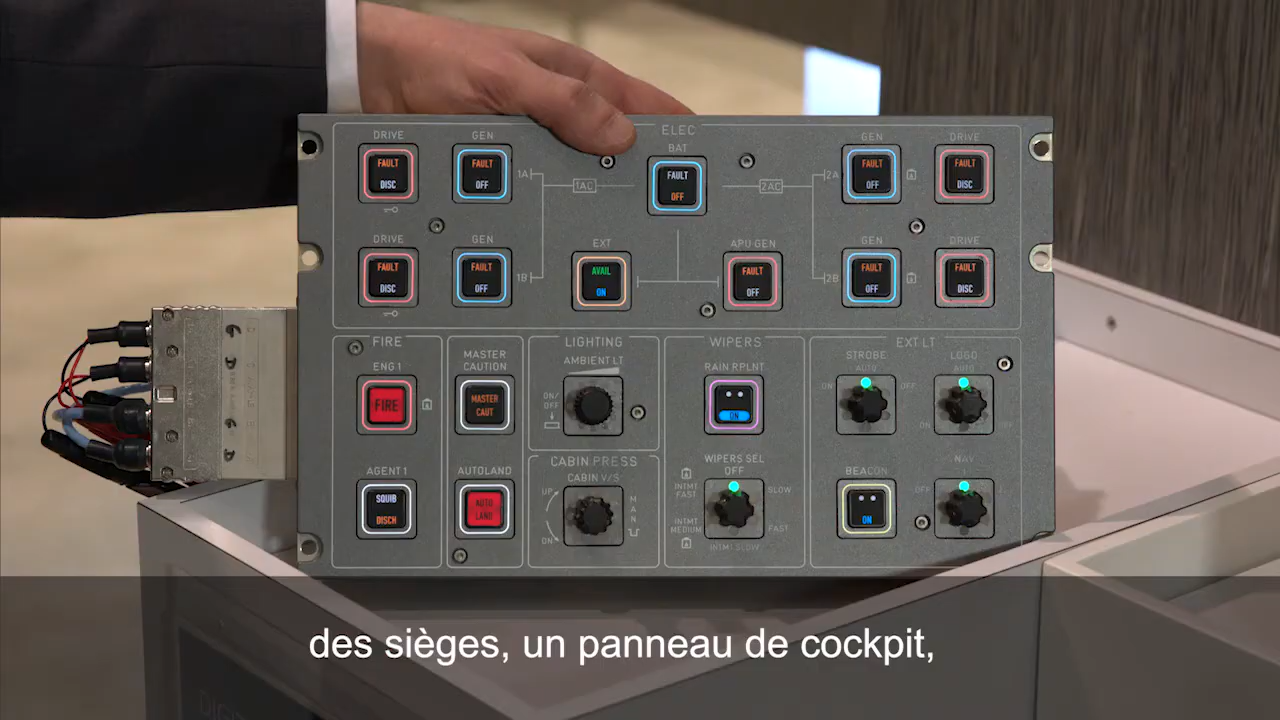 ELEC
DRIVE
GEN
BAT
GEN
DRIVE
FAULT
DISC
FAULT
OFF
1A
1AC
FAULT
OFF
2AC
2A
FAULT
OFF
FAULT
DISC
DRIVE
GEN
EXT
APU GEN
GEN
DRIVE
FAULT
DISC
FAULT
OFF
1B
AVAIL
ON
FAULT
OFF
2B
FAULT
OFF
FAULT
DISC
FIRE
ENG 1
FIRE
AGENT 1
SQUIB
DISCH
MASTER
CAUTION
MASTER
CAUT
AUTOLAND
AUTO
LAND
LIGHTING
AMBIENT LT
ON/
OFF
CABIN PRESS
CABIN V/S
UP
MAN
WIPERS
RAIN RPLNT
ON
WIPERS SEL
OFF
INTMT
FAST
SLOW
INTMT
MEDIUM
FAST
INTMT SLOW
EXT LT
STROBE
AUTO
ON
OFF
LOGO
AUTO
ON
OFF
BEACON
ON
NAV
OFF
des sièges, un panneau de cockpit,